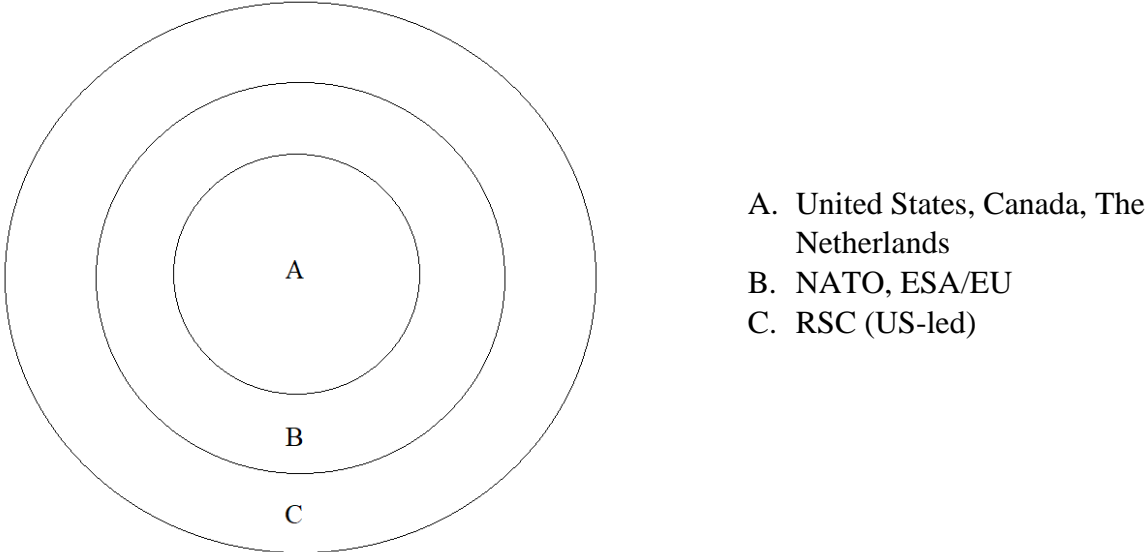 A
B
C
A. United States, Canada, The
Netherlands
B. NATO, ESA/EU
C. RSC (US-led)